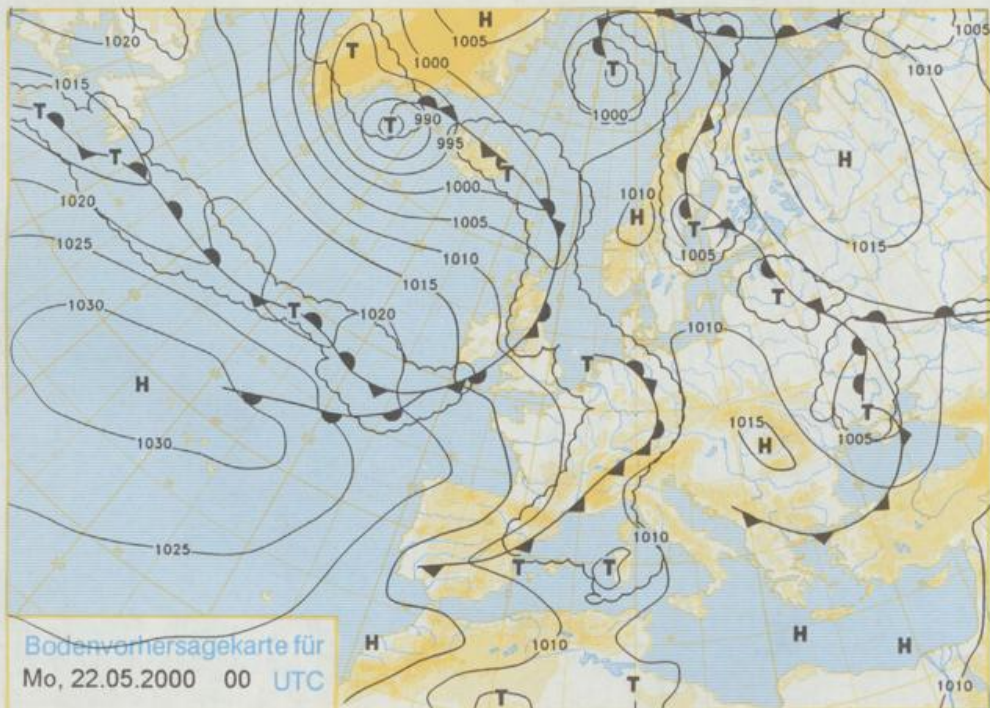 1020 H 1005
1005
T 1000 T 1010
1015
T 990 1000
T 995
T T 1000 H
1020 1005 1010 H
1025 1010 T 1005 1015
1030 1015 T
T 1020
1010
H T
T
1015 1005
1030 H
1025
1010
T T
Bodenvorhersagekarte für
Mo, 22.05.2000 00 UTC
H 1010 H H
T T 1010